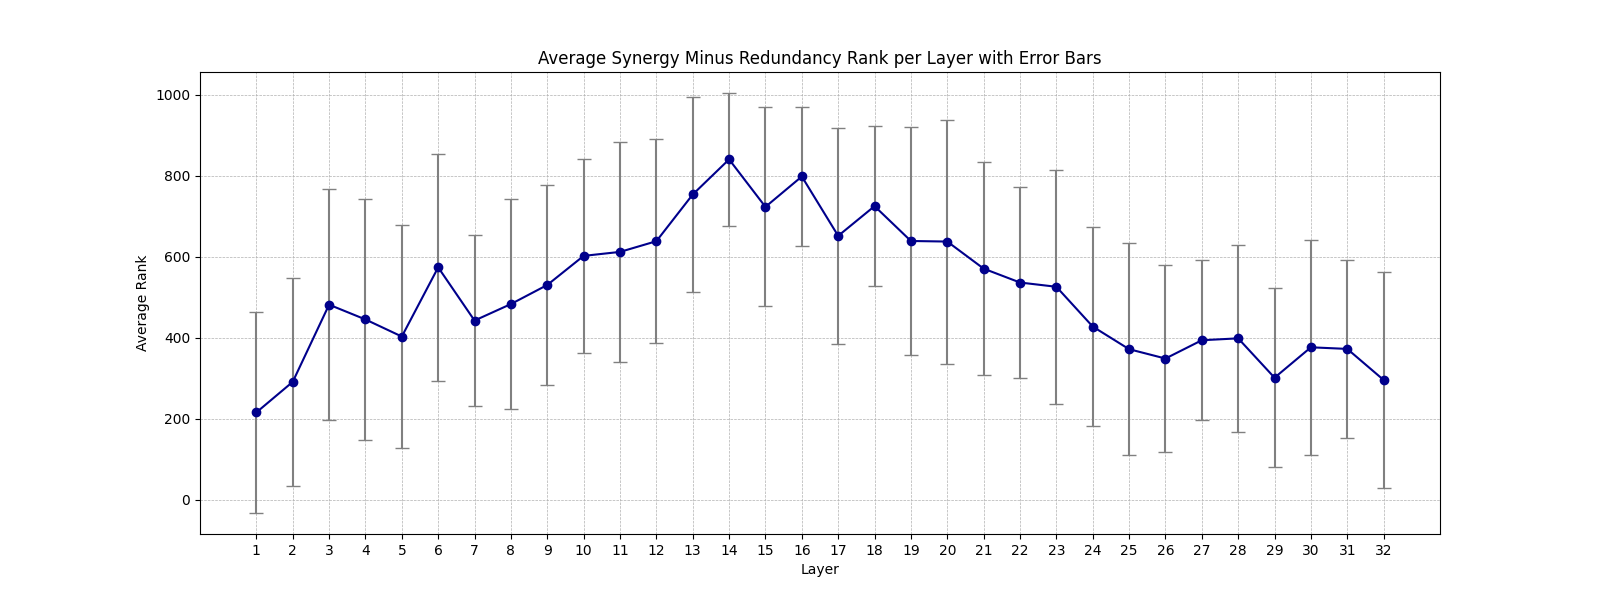 Average Synergy Minus Redundancy Rank per Layer with Error Bars
1000
800
600
400
200
0
Average Rank
1 2 3 4 5 6 7 8 9 10 11 12 13 14 15 16 17 18 19 20 21 22 23 24 25 26 27 28 29 30 31 32
Layer